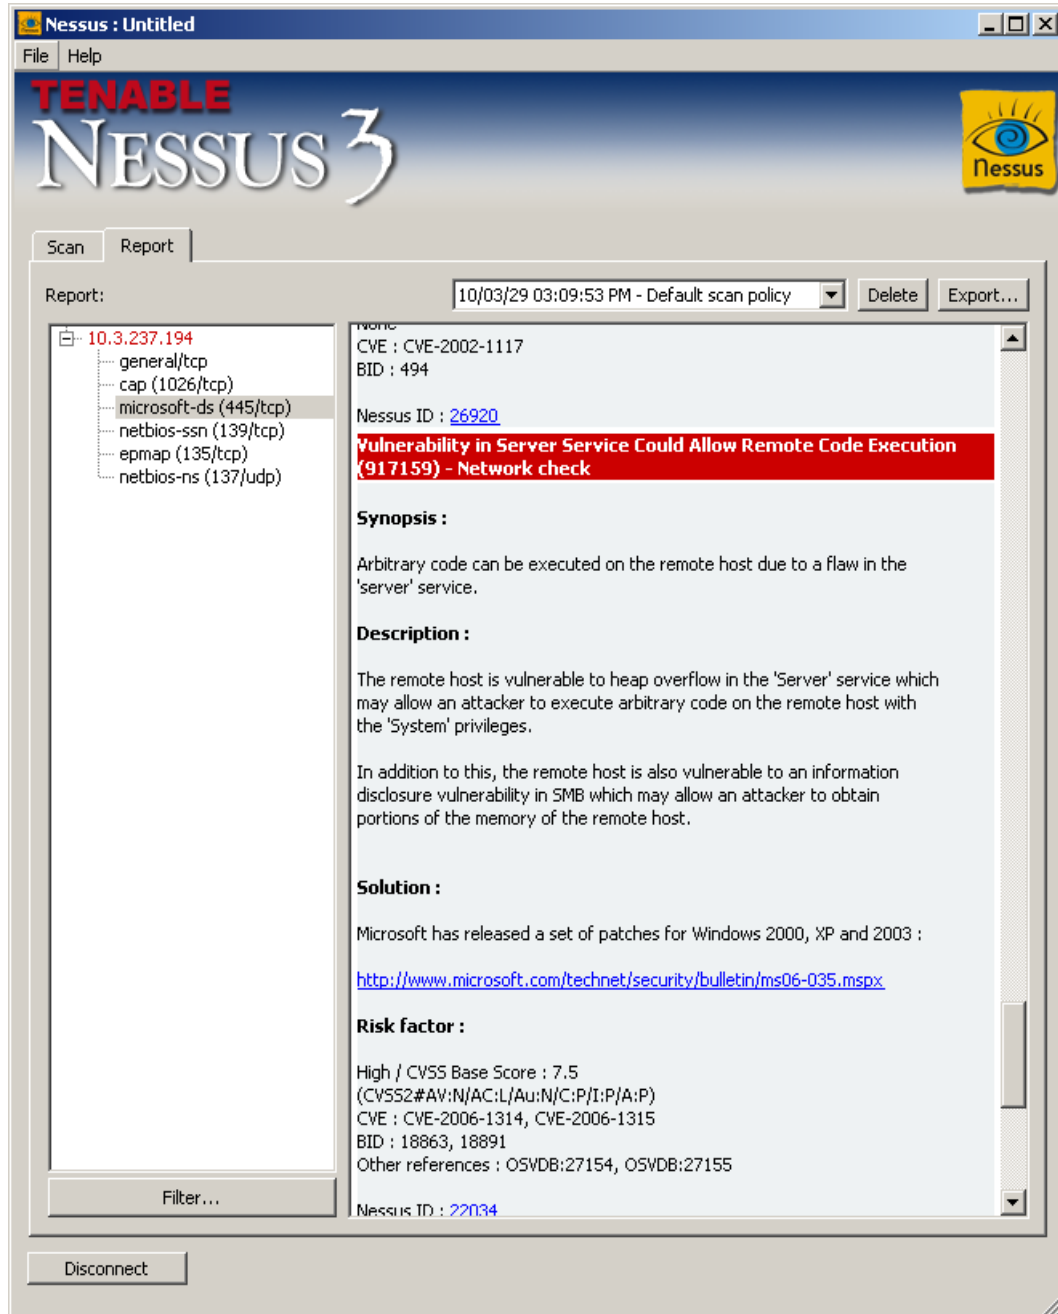 Nessus : Untitled
File Help
TENABLE
NESSUS 3
Nessus
Scan Report
Report:
10/03/29 03:09:53 PM - Default scan policy
Delete
Export...
10.3.237.194
general/tcp
cap (1026/tcp)
microsoft-ds (445/tcp)
netbios-ssn (139/tcp)
epmap (135/tcp)
netbios-ns (137/udp)
Filter...
None
CVE : CVE-2002-1117
BID : 494
Nessus ID : 26920
Vulnerability in Server Service Could Allow Remote Code Execution
(917159) - Network check
Synopsis :
Arbitrary code can be executed on the remote host due to a flaw in the
'server' service.
Description :
The remote host is vulnerable to heap overflow in the 'Server' service which
may allow an attacker to execute arbitrary code on the remote host with
the 'System' privileges.
In addition to this, the remote host is also vulnerable to an information
disclosure vulnerability in SMB which may allow an attacker to obtain
portions of the memory of the remote host.
Solution :
Microsoft has released a set of patches for Windows 2000, XP and 2003 :
http://www.microsoft.com/technet/security/bulletin/ms06-035.mspx
Risk factor :
High / CVSS Base Score : 7.5
(CVSS2#AV:N/AC:L/Au:N/C:P/I:P/A:P)
CVE : CVE-2006-1314, CVE-2006-1315
BID : 18863, 18891
Other references : OSVDB:27154, OSVDB:27155
Nessus ID : 22034
Disconnect